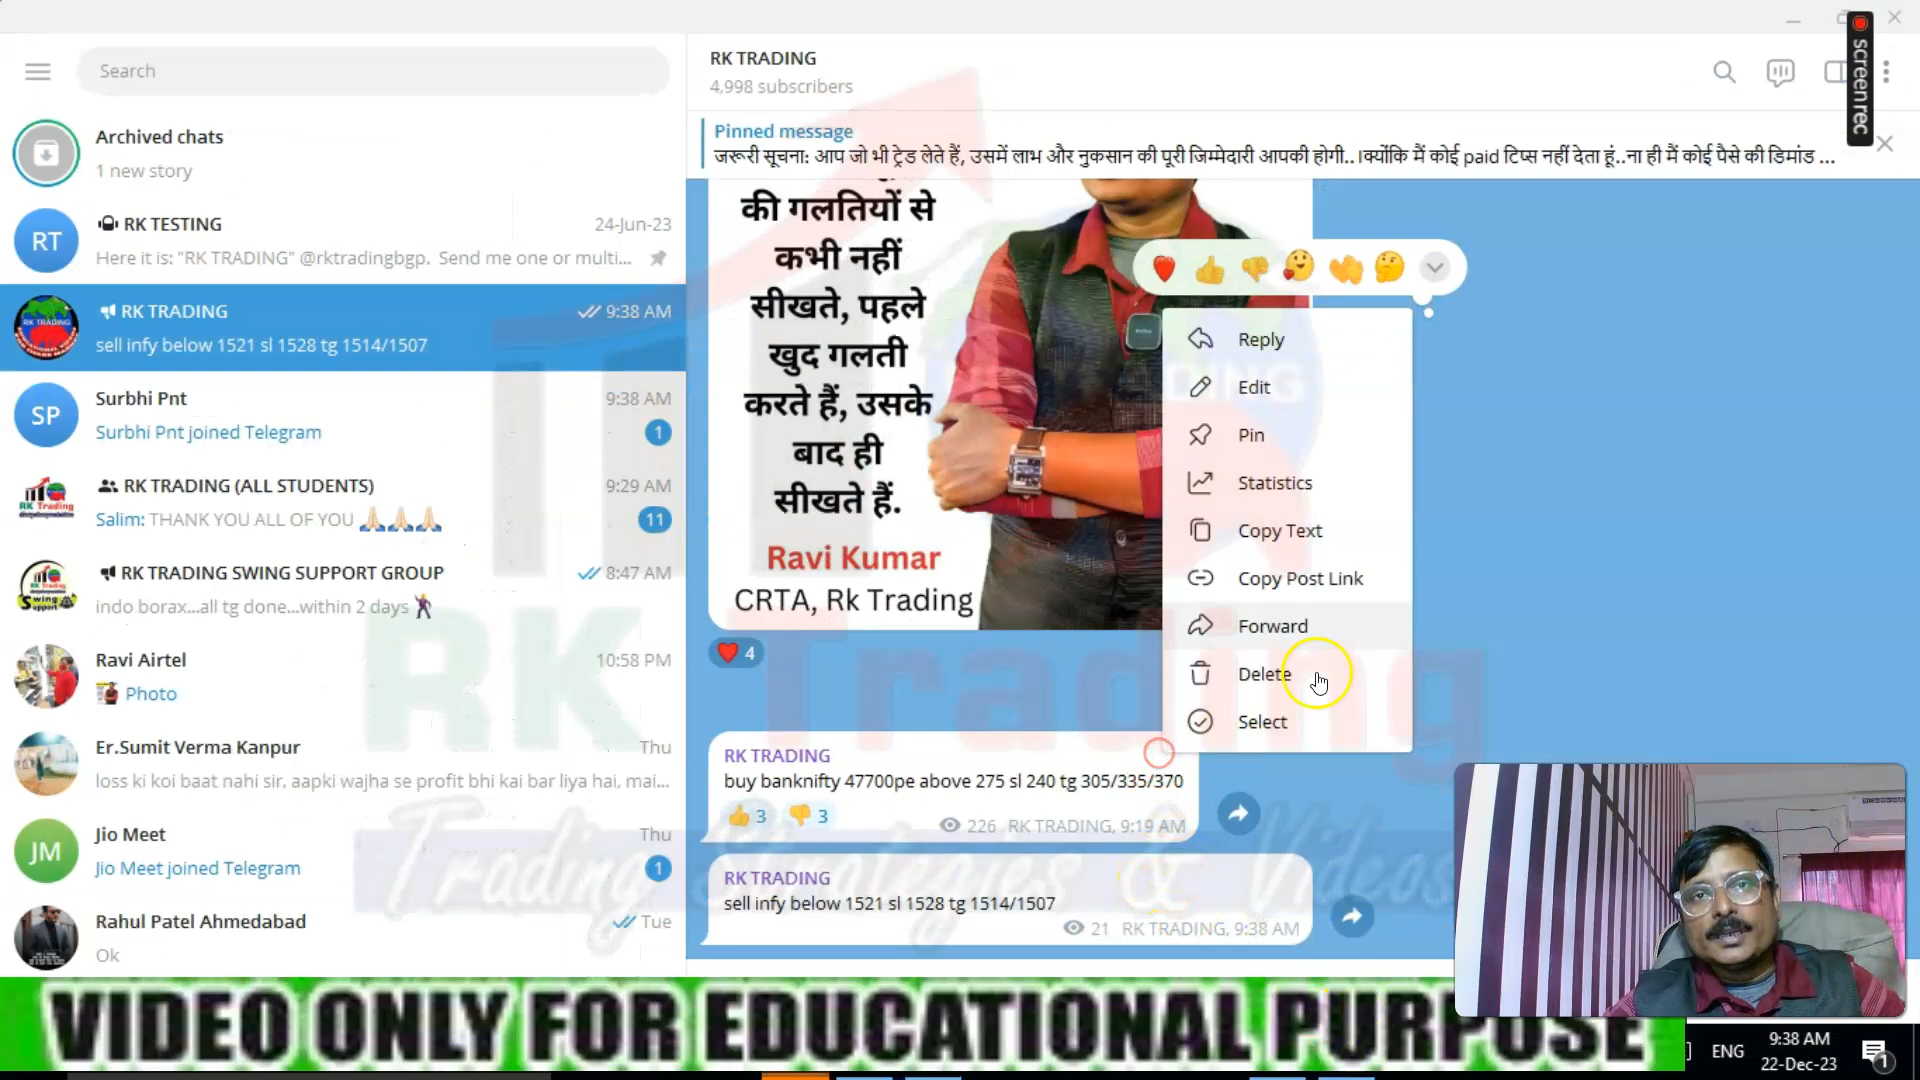 Search
Archived chats
1 new story
RT
RK TESTING
24-Jun-23
Here it is: "RK TRADING" @rktradingbgp. Send me one or multi...
RK TRADING
9:38 AM
sell infy below 1521 sl 1528 tg 1514/1507
SP
Surbhi Pnt
9:38 AM
Surbhi Pnt joined Telegram
1
RK TRADING (ALL STUDENTS)
9:29 AM
Salim: THANK YOU ALL OF YOU 🙏🙏🙏
11
RK TRADING SWING SUPPORT GROUP
8:47 AM
indo borax...all tg done...within 2 days
Ravi Airtel
10:58 PM
Photo
Er.Sumit Verma Kanpur
Thu
loss ki koi baat nahi sir, aapki wajha se profit bhi kai bar liya hai, mai...
JM
Jio Meet
Thu
Jio Meet joined Telegram
1
Rahul Patel Ahmedabad
Tue
Ok
RK TRADING
4,998 subscribers
Pinned message
जरूरी सूचना: आप जो भी ट्रेड लेते हैं, उसमें लाभ और नुकसान की पूरी जिम्मेदारी आपकी होगी.. ।क्योंकि मैं कोई paid टिप्स नहीं देता हूं..ना ही मैं कोई पैसे की डिमांड ...
की गलतियों से
कभी नहीं
सीखते, पहले
खुद गलती
करते हैं, उसके
बाद ही
सीखते हैं.
Ravi Kumar
CRTA, Rk Trading
4
Reply
Edit
Pin
Statistics
Copy Text
Copy Post Link
Forward
Delete
Select
RK TRADING
buy banknifty 47700pe above 275 sl 240 tg 305/335/370
3 3
226 RK TRADING, 9:19 AM
RK TRADING
sell infy below 1521 sl 1528 tg 1514/1507
21 RK TRADING, 9:38 AM
RK Trading
Trading Strategies & Videos
screenrec
VIDEO ONLY FOR EDUCATIONAL PURPOSE
ENG
9:38 AM
22-Dec-23
1